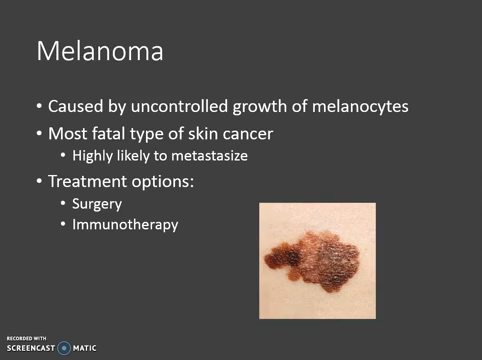 Melanoma
• Caused by uncontrolled growth of melanocytes
• Most fatal type of skin cancer
• Highly likely to metastasize
• Treatment options:
• Surgery
• Immunotherapy
RECORDED WITH
SCREENCAST MATIC